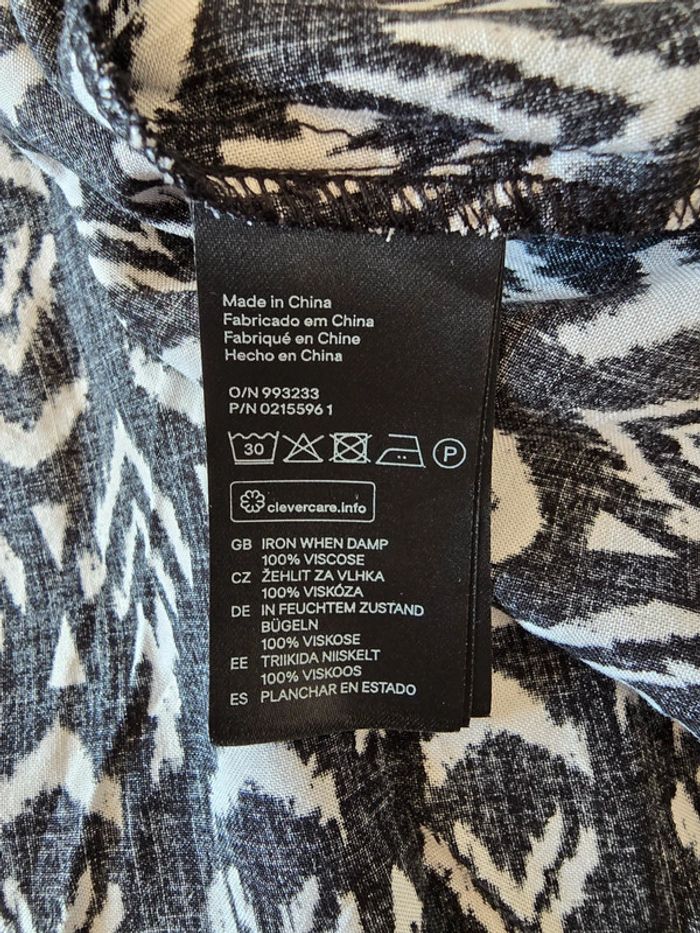 Made in China
Fabricado em China
Fabriqué en Chine
Hecho en China
O/N 993233
P/N 0215596 1
30 P
clevercare.info
GB IRON WHEN DAMP
100% VISCOSE
CZ ŽEHLIT ZA VLHKA
100% VISKÓZA
DE IN FEUCHTEM ZUSTAND
BÜGELN
100% VISKOSE
EE TRIIKIDA NIISKELT
100% VISKOOS
ES PLANCHAR EN ESTADO